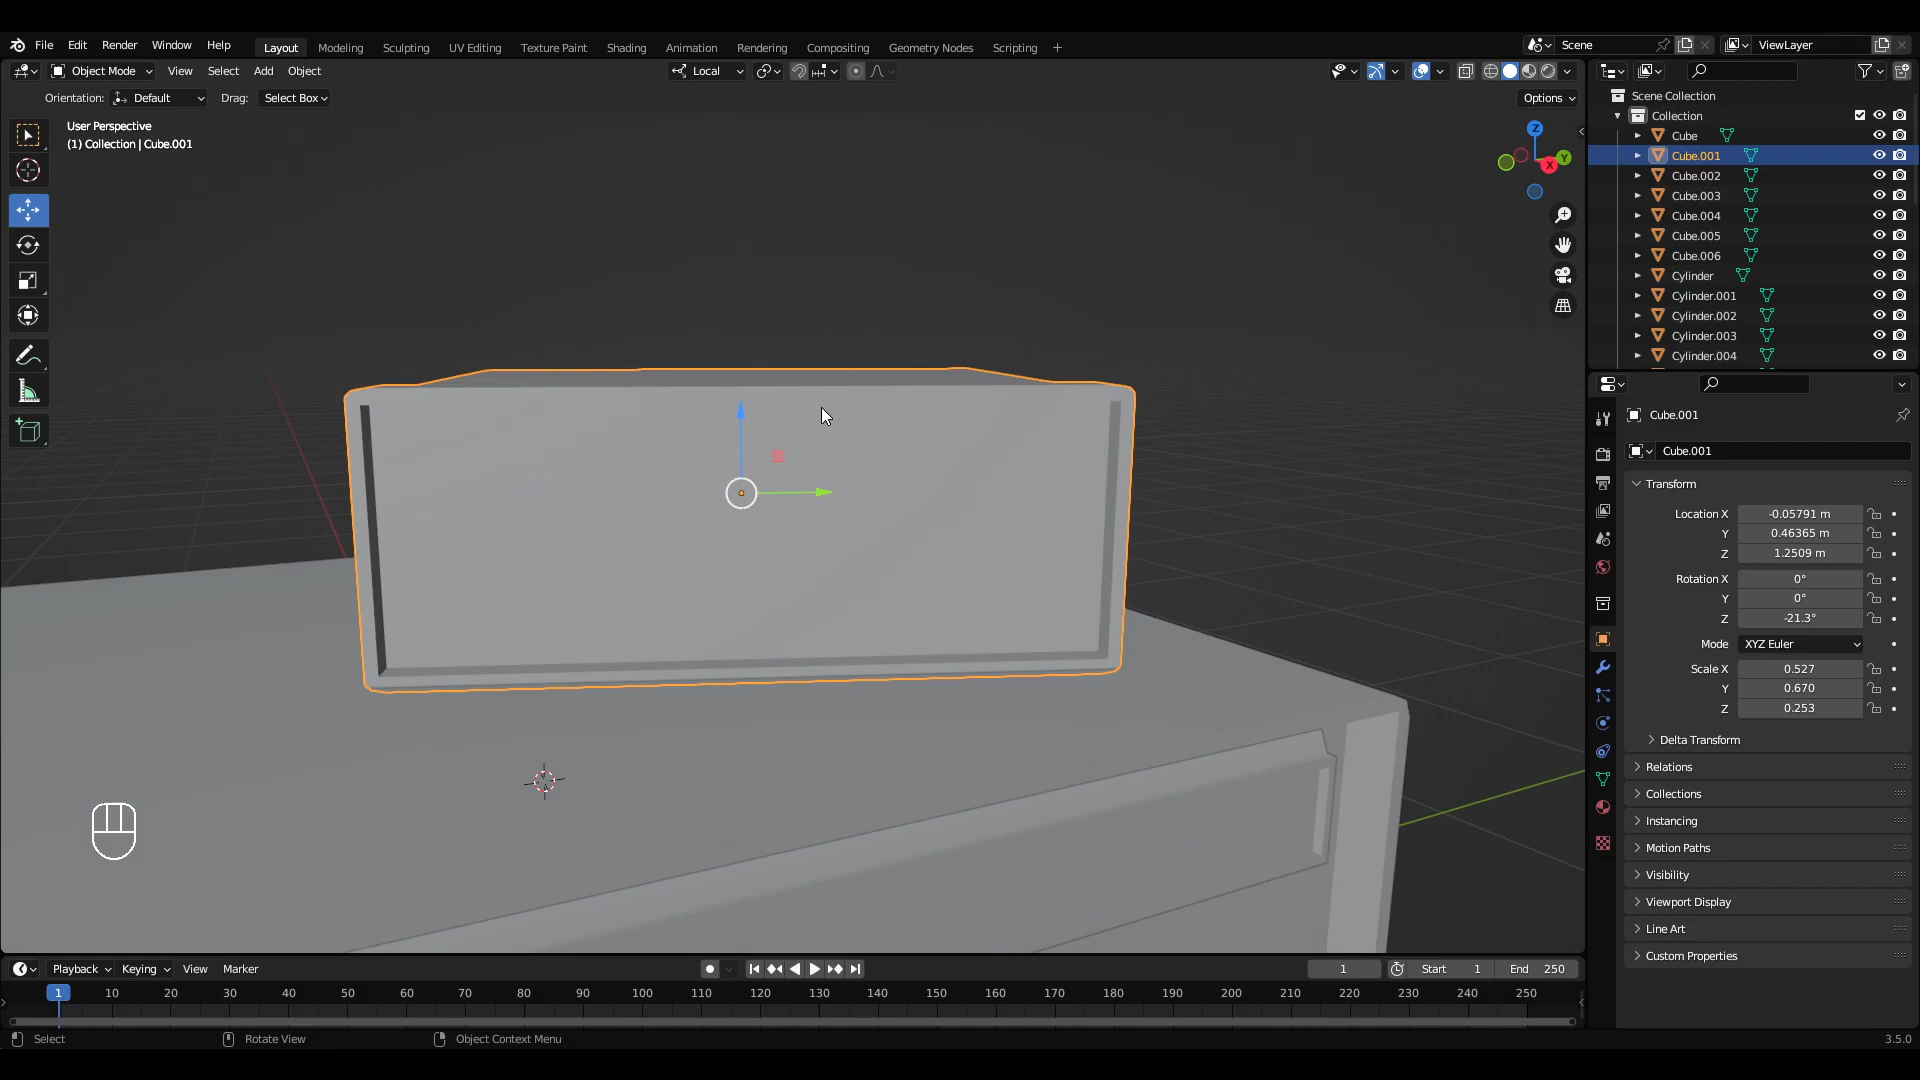 File Edit Render Window Help Layout Modeling Sculpting UV Editing Texture Paint Shading Animation Rendering Compositing Geometry Nodes Scripting + Scene ViewLayer
Object Mode View Select Add Object Local
Orientation: Default Drag: Select Box Options
User Perspective
(1) Collection | Cube.001
Z
Y
X
Scene Collection
Collection
Cube
Cube.001
Cube.002
Cube.003
Cube.004
Cube.005
Cube.006
Cylinder
Cylinder.001
Cylinder.002
Cylinder.003
Cylinder.004
Cube.001
Cube.001
Transform
Location X -0.05791 m
Y 0.46365 m
Z 1.2509 m
Rotation X 0°
Y 0°
Z -21.3°
Mode XYZ Euler
Scale X 0.527
Y 0.670
Z 0.253
Delta Transform
Relations
Collections
Instancing
Motion Paths
Visibility
Viewport Display
Line Art
Custom Properties
Playback Keying View Marker 1 Start 1 End 250
1 10 20 30 40 50 60 70 80 90 100 110 120 130 140 150 160 170 180 190 200 210 220 230 240 250
Select Rotate View Object Context Menu 3.5.0